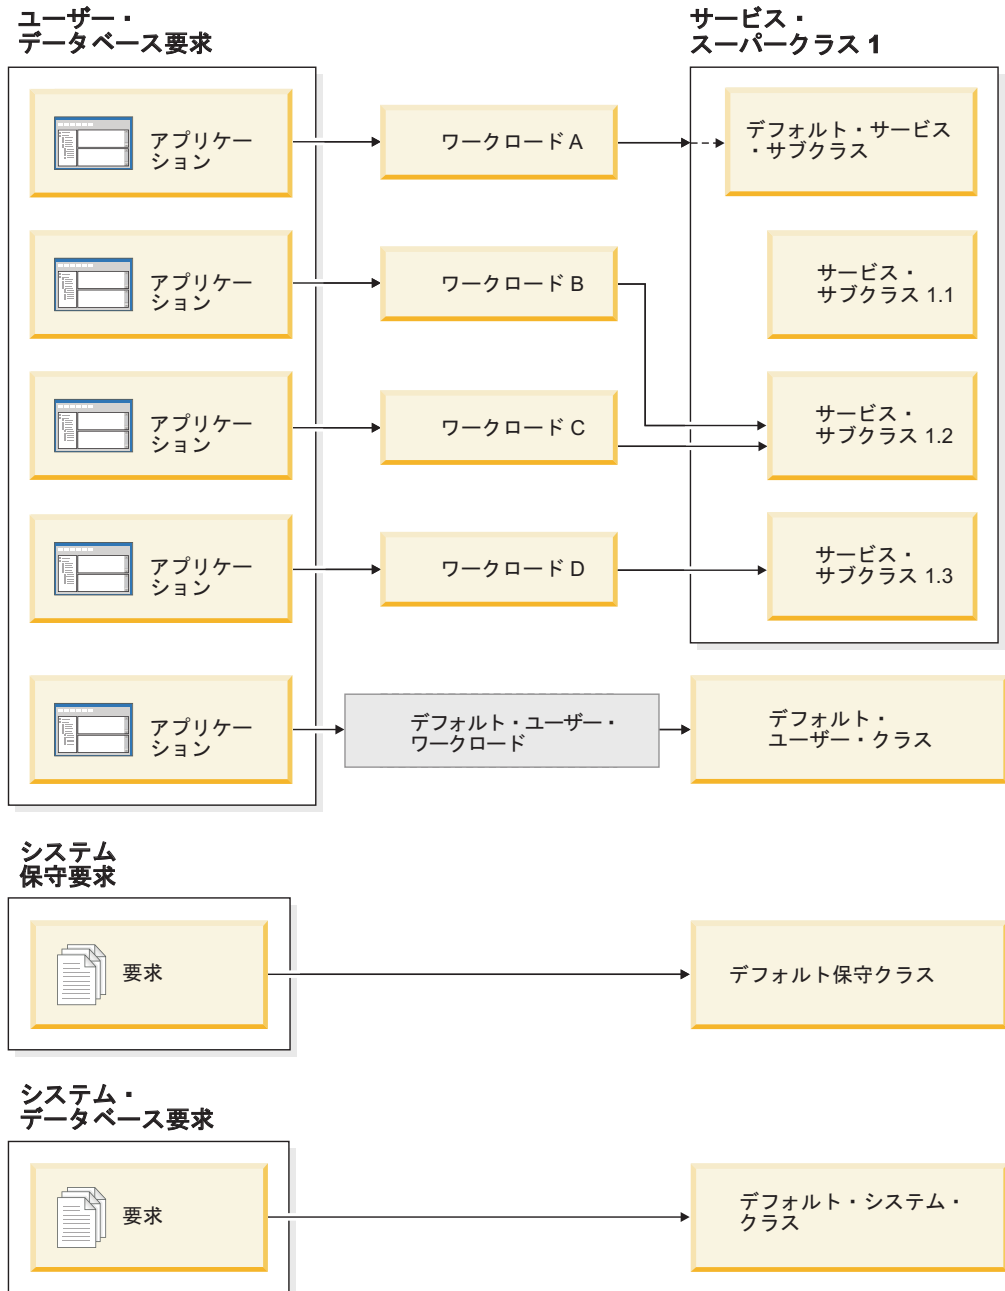 ユーザー・
データベース要求
サービス・
スーパークラス 1
アプリケー
ション
ワークロード A
デフォルト・サービス
・サブクラス
アプリケー
ション
ワークロード B
サービス・
サブクラス 1.1
アプリケー
ション
ワークロード C
サービス・
サブクラス 1.2
アプリケー
ション
ワークロード D
サービス・
サブクラス 1.3
アプリケー
ション
デフォルト・ユーザー・
ワークロード
デフォルト・
ユーザー・クラス
システム
保守要求
要求
デフォルト保守クラス
システム・
データベース要求
要求
デフォルト・システム・
クラス